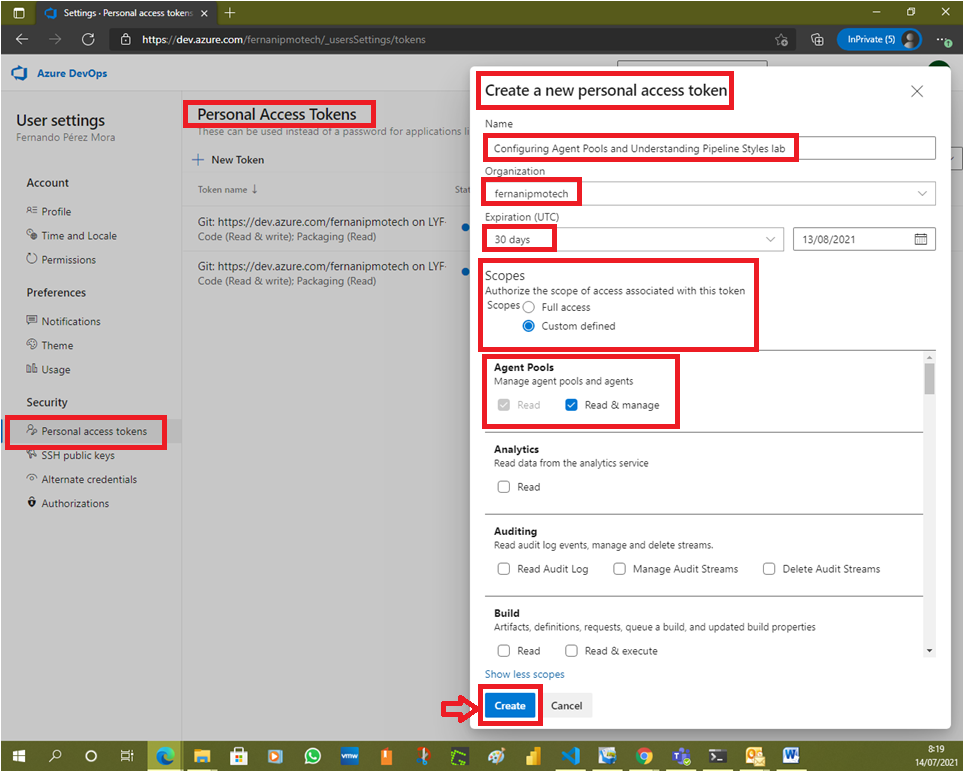 Settings - Personal access tokens
https://dev.azure.com/fernanipmotech/_usersSettings/tokens
InPrivate (5)
Azure DevOps
User settings
Fernando Pérez Mora
Account
Profile
Time and Locale
Permissions
Preferences
Notifications
Theme
Usage
Security
Personal access tokens
SSH public keys
Alternate credentials
Authorizations
Personal Access Tokens
These can be used instead of a password for applications li
New Token
Token name ↓
Stat
Git: https://dev.azure.com/fernanipmotech on LYF-
Code (Read & write); Packaging (Read)
Git: https://dev.azure.com/fernanipmotech on LYF-
Code (Read & write); Packaging (Read)
Create a new personal access token
Name
Configuring Agent Pools and Understanding Pipeline Styles lab
Organization
fernanipmotech
Expiration (UTC)
30 days
13/08/2021
Scopes
Authorize the scope of access associated with this token
Scopes
Full access
Custom defined
Agent Pools
Manage agent pools and agents
Read
Read & manage
Analytics
Read data from the analytics service
Read
Auditing
Read audit log events, manage and delete streams.
Read Audit Log
Manage Audit Streams
Delete Audit Streams
Build
Artifacts, definitions, requests, queue a build, and updated build properties
Read
Read & execute
Show less scopes
Create
Cancel
vmw
8:19
14/07/2021